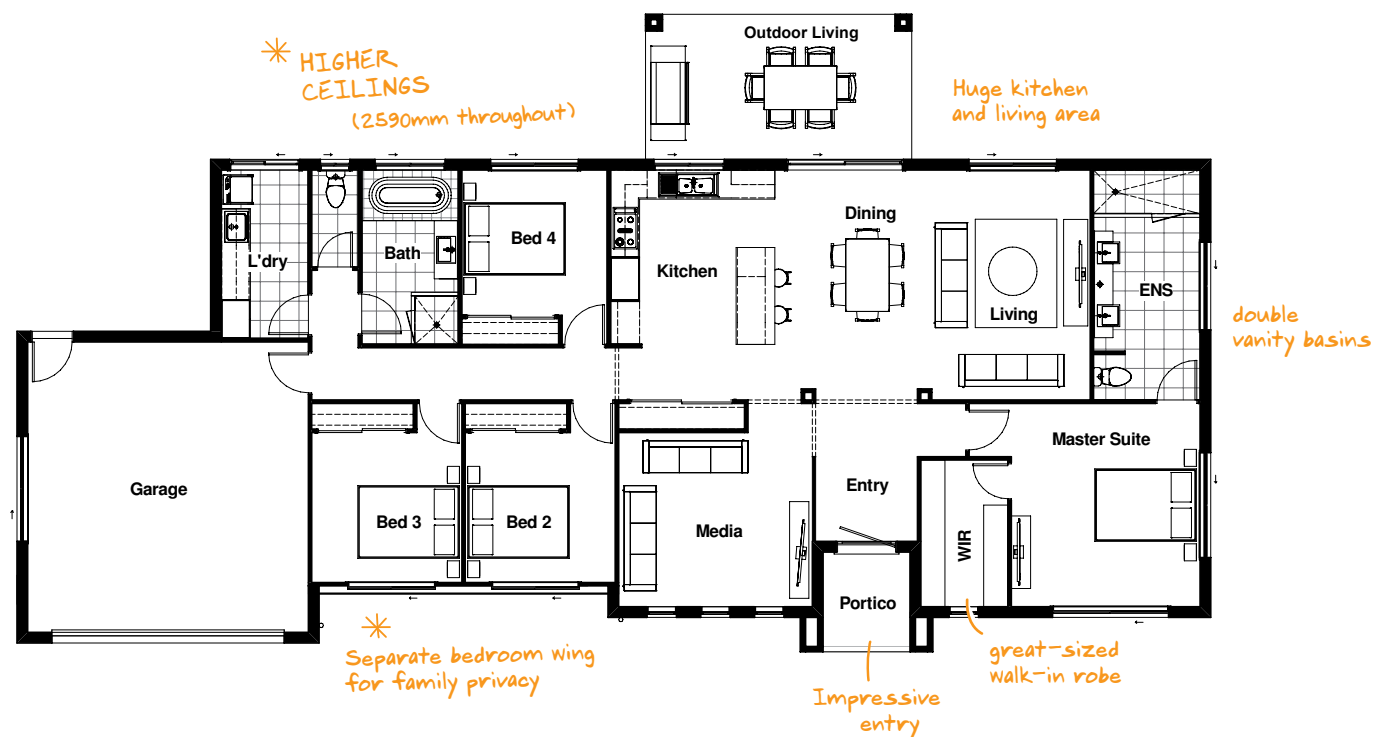 Outdoor Living
HIGHER
CEILINGS
(2590mm throughout)
Huge kitchen
and living area
Dining
Bed 4
Bath
L'dry
Kitchen
ENS
Living
double
vanity basins
Master Suite
Garage
Entry
Bed 3
Bed 2
Media
WIR
Portico
Separate bedroom wing
for family privacy
great-sized
walk-in robe
Impressive
entry